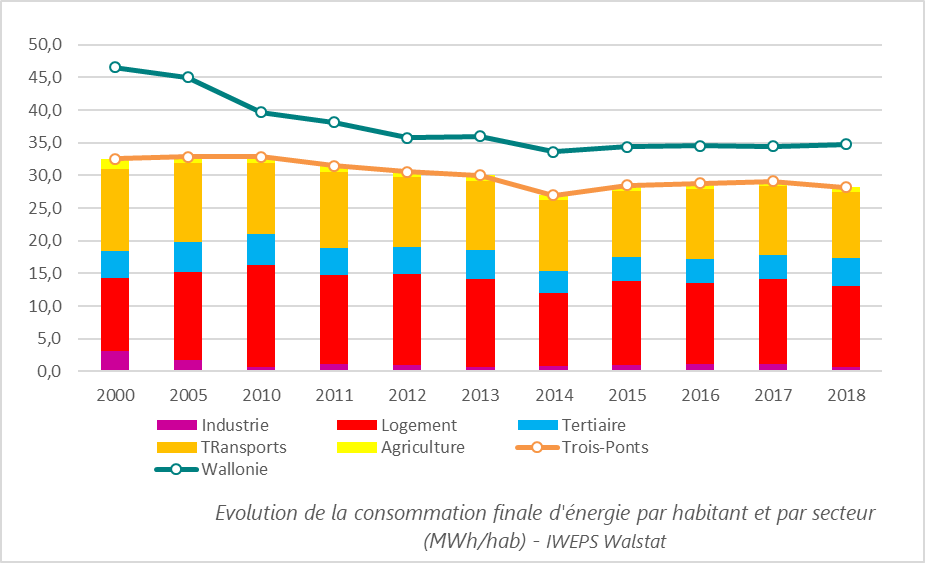 50,0
45,0
40,0
35,0
30,0
25,0
20,0
15,0
10,0
5,0
0,0
2000 2005 2010 2011 2012 2013 2014 2015 2016 2017 2018
Industrie Logement Tertiaire
TRansports Agriculture Trois-Ponts
Wallonie
Evolution de la consommation finale d'énergie par habitant et par secteur
(MWh/hab) - IWEPS Walstat